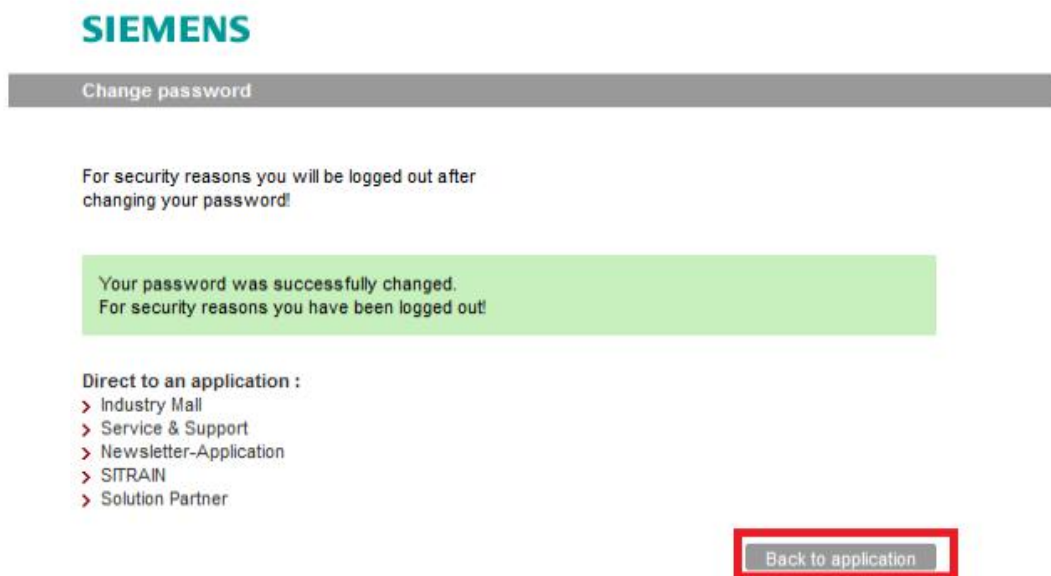 SIEMENS
Change password
For security reasons you will be logged out after
changing your password!
Your password was successfully changed.
For security reasons you have been logged out!
Direct to an application :
Industry Mall
Service & Support
Newsletter-Application
SITRAIN
Solution Partner
Back to application